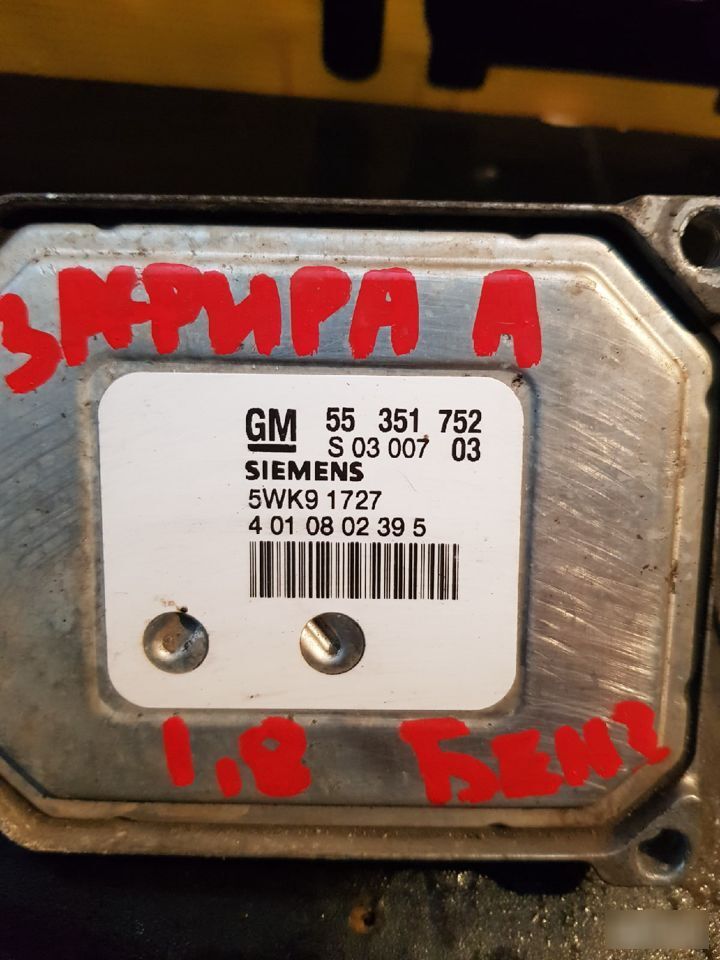 ЗАФИРА А
GM 55 351 752
S 03 007 03
SIEMENS
5WK9 1727
4 01 08 02 39 5
1,8 БЕНЗ